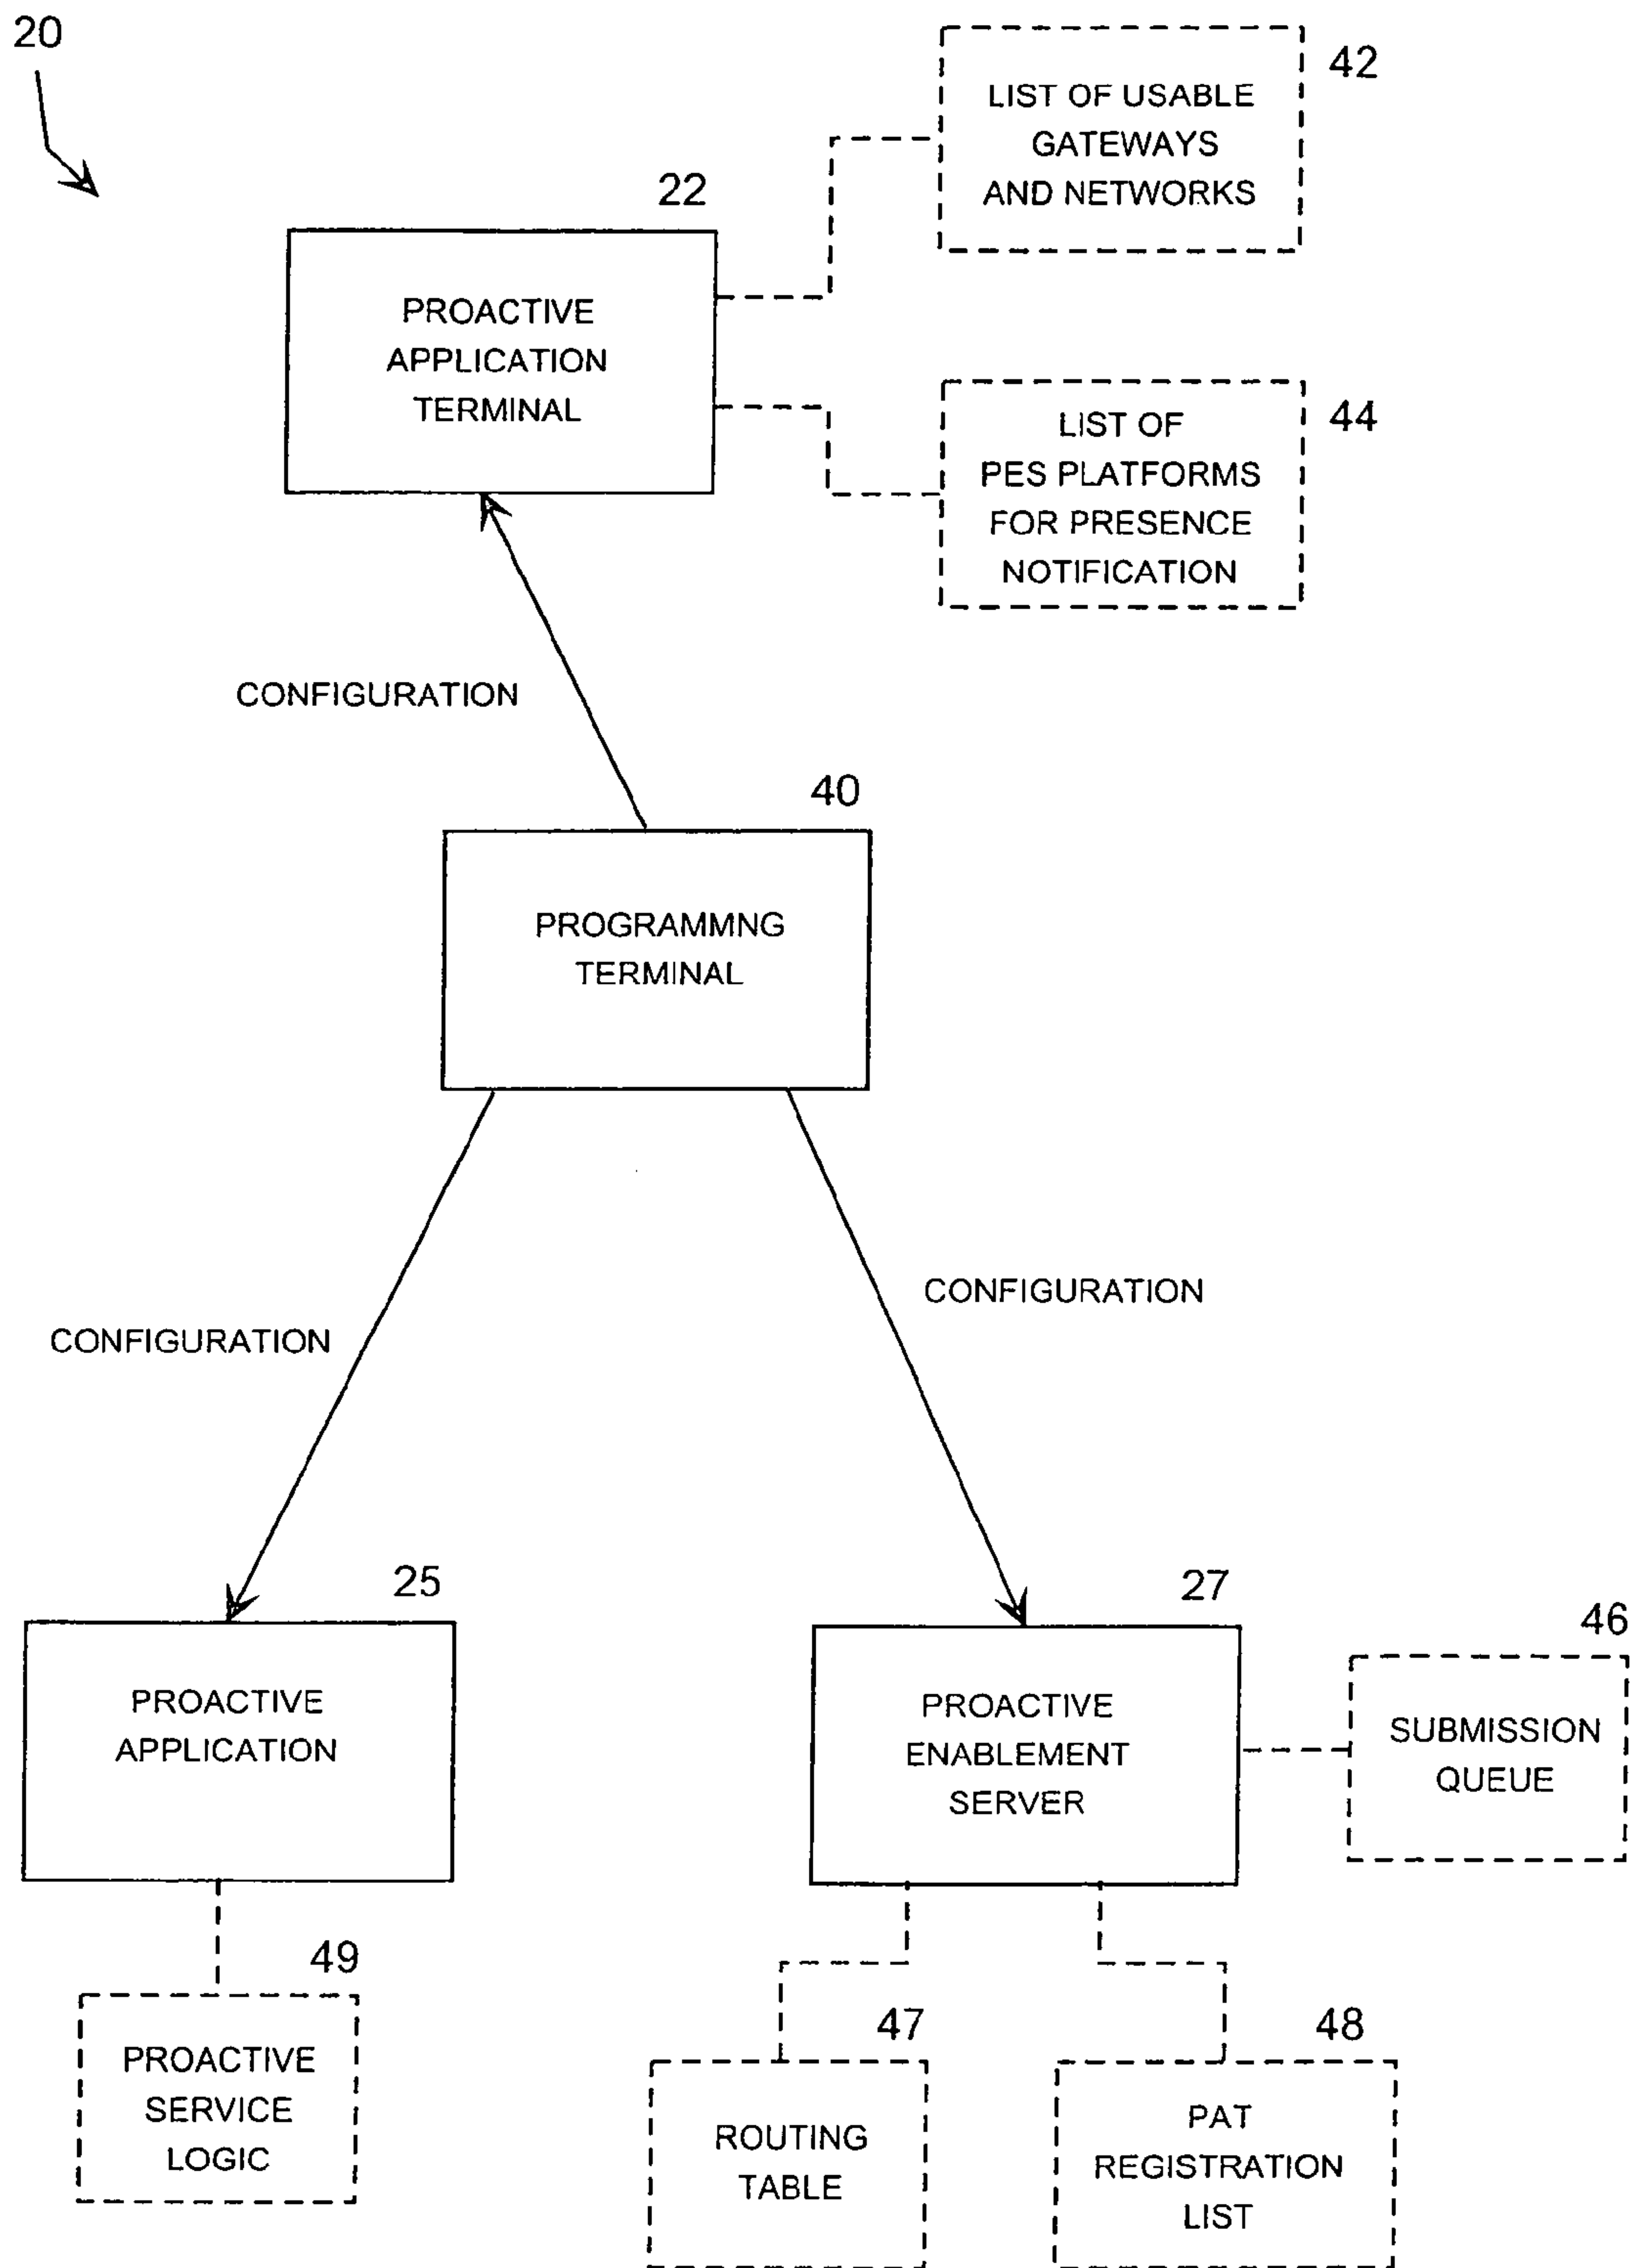 20
42
LIST OF USABLE
GATEWAYS
AND NETWORKS
22
PROACTIVE
APPLICATION
TERMINAL
44
LIST OF
PES PLATFORMS
FOR PRESENCE
NOTIFICATION
CONFIGURATION
40
PROGRAMMNG
TERMINAL
CONFIGURATION
CONFIGURATION
25
PROACTIVE
APPLICATION
27
PROACTIVE
ENABLEMENT
SERVER
46
SUBMISSION
QUEUE
49
PROACTIVE
SERVICE
LOGIC
47
ROUTING
TABLE
48
PAT
REGISTRATION
LIST